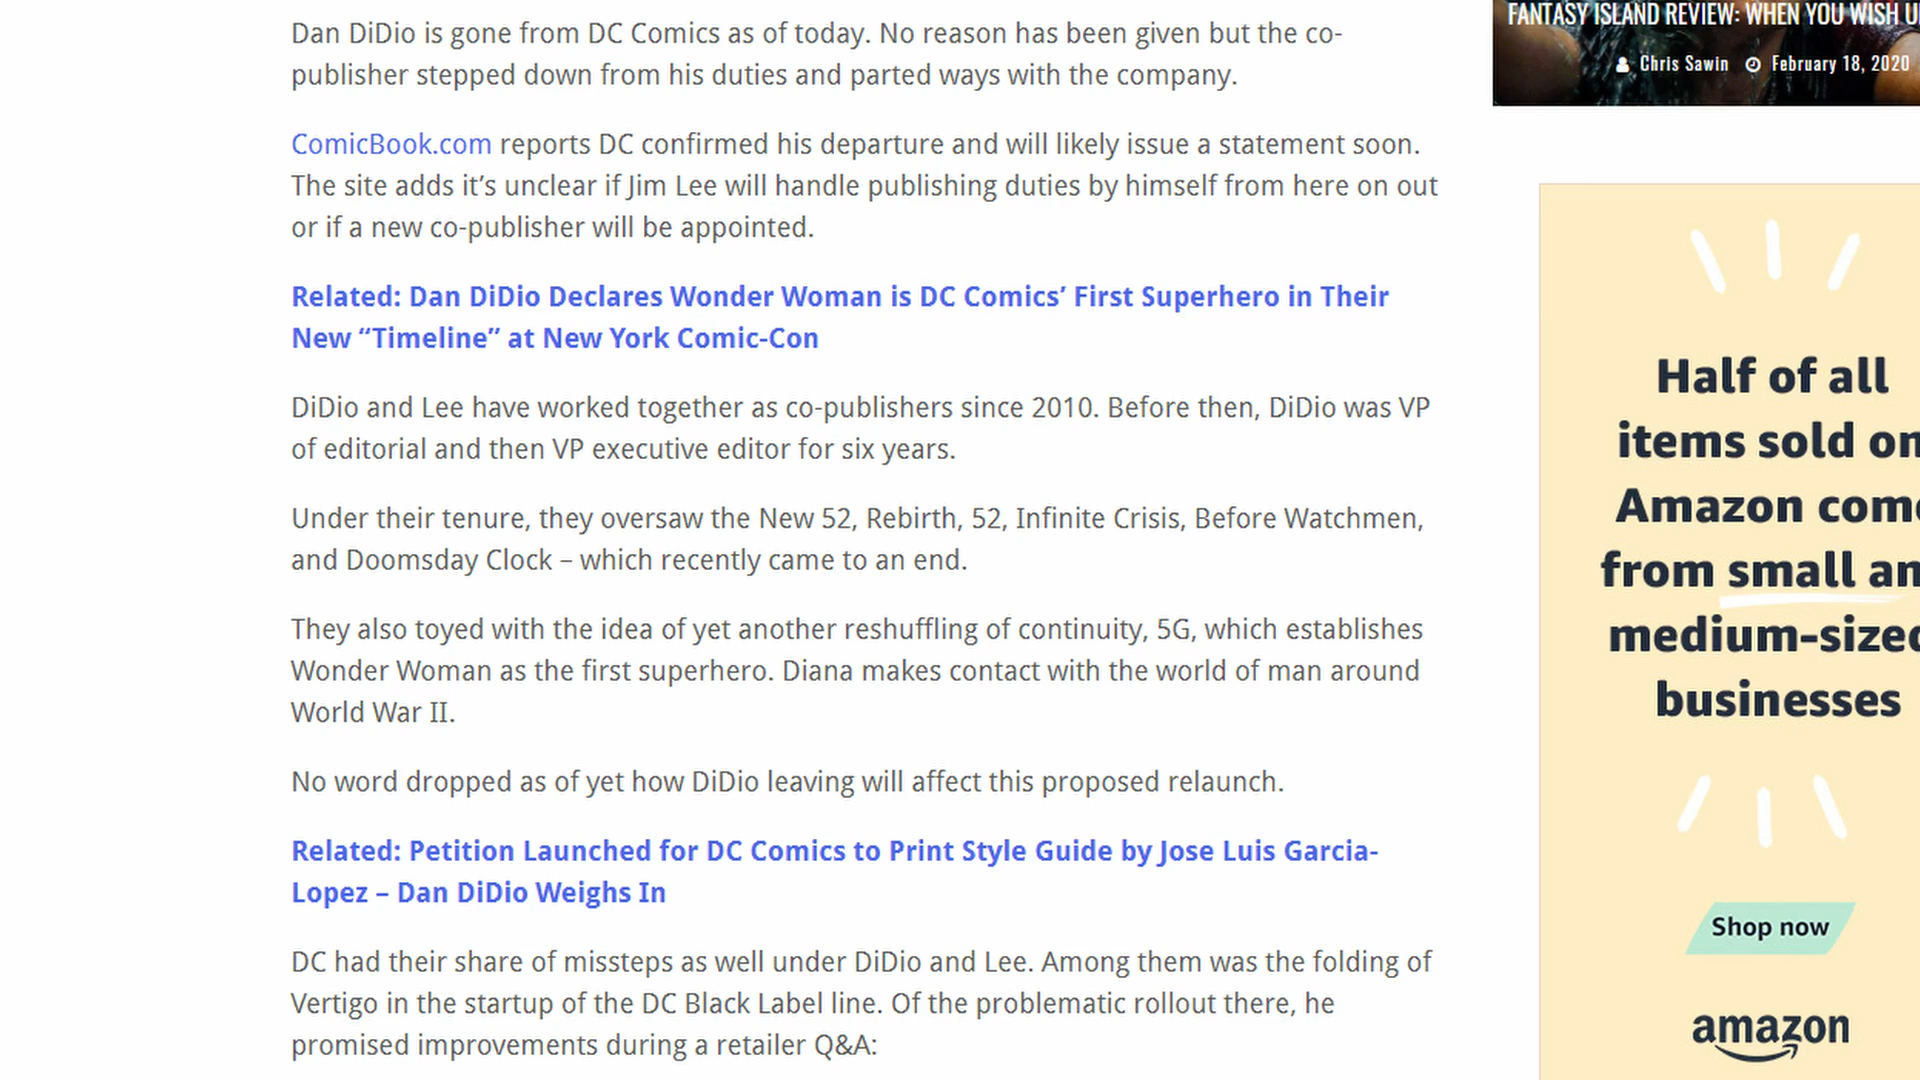 Dan DiDio is gone from DC Comics as of today. No reason has been given but the co-
publisher stepped down from his duties and parted ways with the company.
ComicBook.com reports DC confirmed his departure and will likely issue a statement soon.
The site adds it’s unclear if Jim Lee will handle publishing duties by himself from here on out
or if a new co-publisher will be appointed.
Related: Dan DiDio Declares Wonder Woman is DC Comics’ First Superhero in Their
New “Timeline” at New York Comic-Con
DiDio and Lee have worked together as co-publishers since 2010. Before then, DiDio was VP
of editorial and then VP executive editor for six years.
Under their tenure, they oversaw the New 52, Rebirth, 52, Infinite Crisis, Before Watchmen,
and Doomsday Clock – which recently came to an end.
They also toyed with the idea of yet another reshuffling of continuity, 5G, which establishes
Wonder Woman as the first superhero. Diana makes contact with the world of man around
World War II.
No word dropped as of yet how DiDio leaving will affect this proposed relaunch.
Related: Petition Launched for DC Comics to Print Style Guide by Jose Luis Garcia-
Lopez – Dan DiDio Weighs In
DC had their share of missteps as well under DiDio and Lee. Among them was the folding of
Vertigo in the startup of the DC Black Label line. Of the problematic rollout there, he
promised improvements during a retailer Q&A:
FANTASY ISLAND REVIEW: WHEN YOU WISH
Chris Sawin February 18, 2020
Half of all
items sold on
Amazon come
from small an
medium-sized
businesses
Shop now
amazon